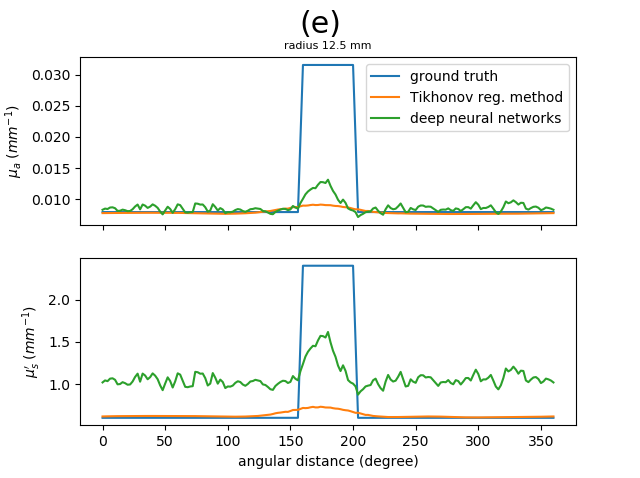 (e)
radius 12.5 mm
μₐ (mm⁻¹)
0.030
0.025
0.020
0.015
0.010
ground truth
Tikhonov reg. method
deep neural networks
μ′ₛ (mm⁻¹)
2.0
1.5
1.0
0 50 100 150 200 250 300 350
angular distance (degree)